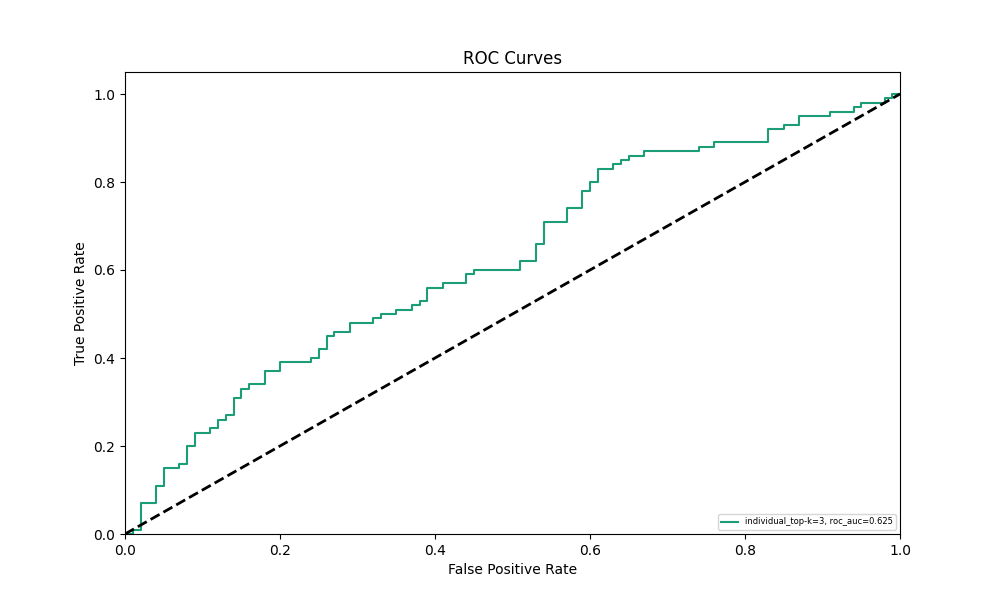 ROC Curves
True Positive Rate
1.0
0.8
0.6
0.4
0.2
0.0
0.0 0.2 0.4 0.6 0.8 1.0
False Positive Rate
individual_top-k=3, roc_auc=0.625